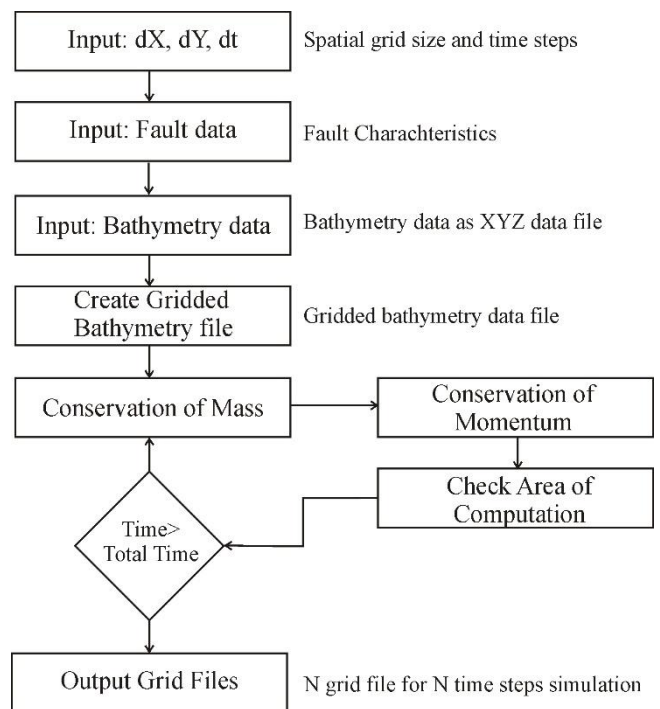 Input: dX, dY, dt
Spatial grid size and time steps
Input: Fault data
Fault Charachteristics
Input: Bathymetry data
Bathymetry data as XYZ data file
Create Gridded
Bathymetry file
Gridded bathymetry data file
Conservation of Mass
Conservation of
Momentum
Check Area of
Computation
Time>
Total Time
Output Grid Files
N grid file for N time steps simulation